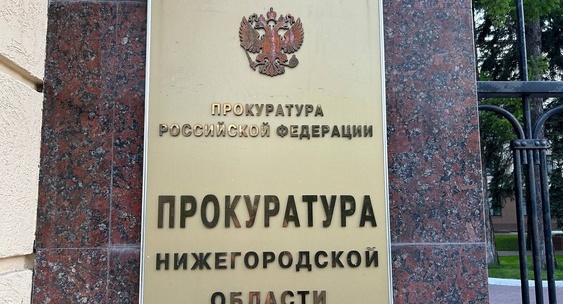 ПРОКУРАТУРА
РОССИЙСКОЙ ФЕДЕРАЦИИ
ПРОКУРАТУРА
НИЖЕГОРОДСКОЙ
ОБЛАСТИ